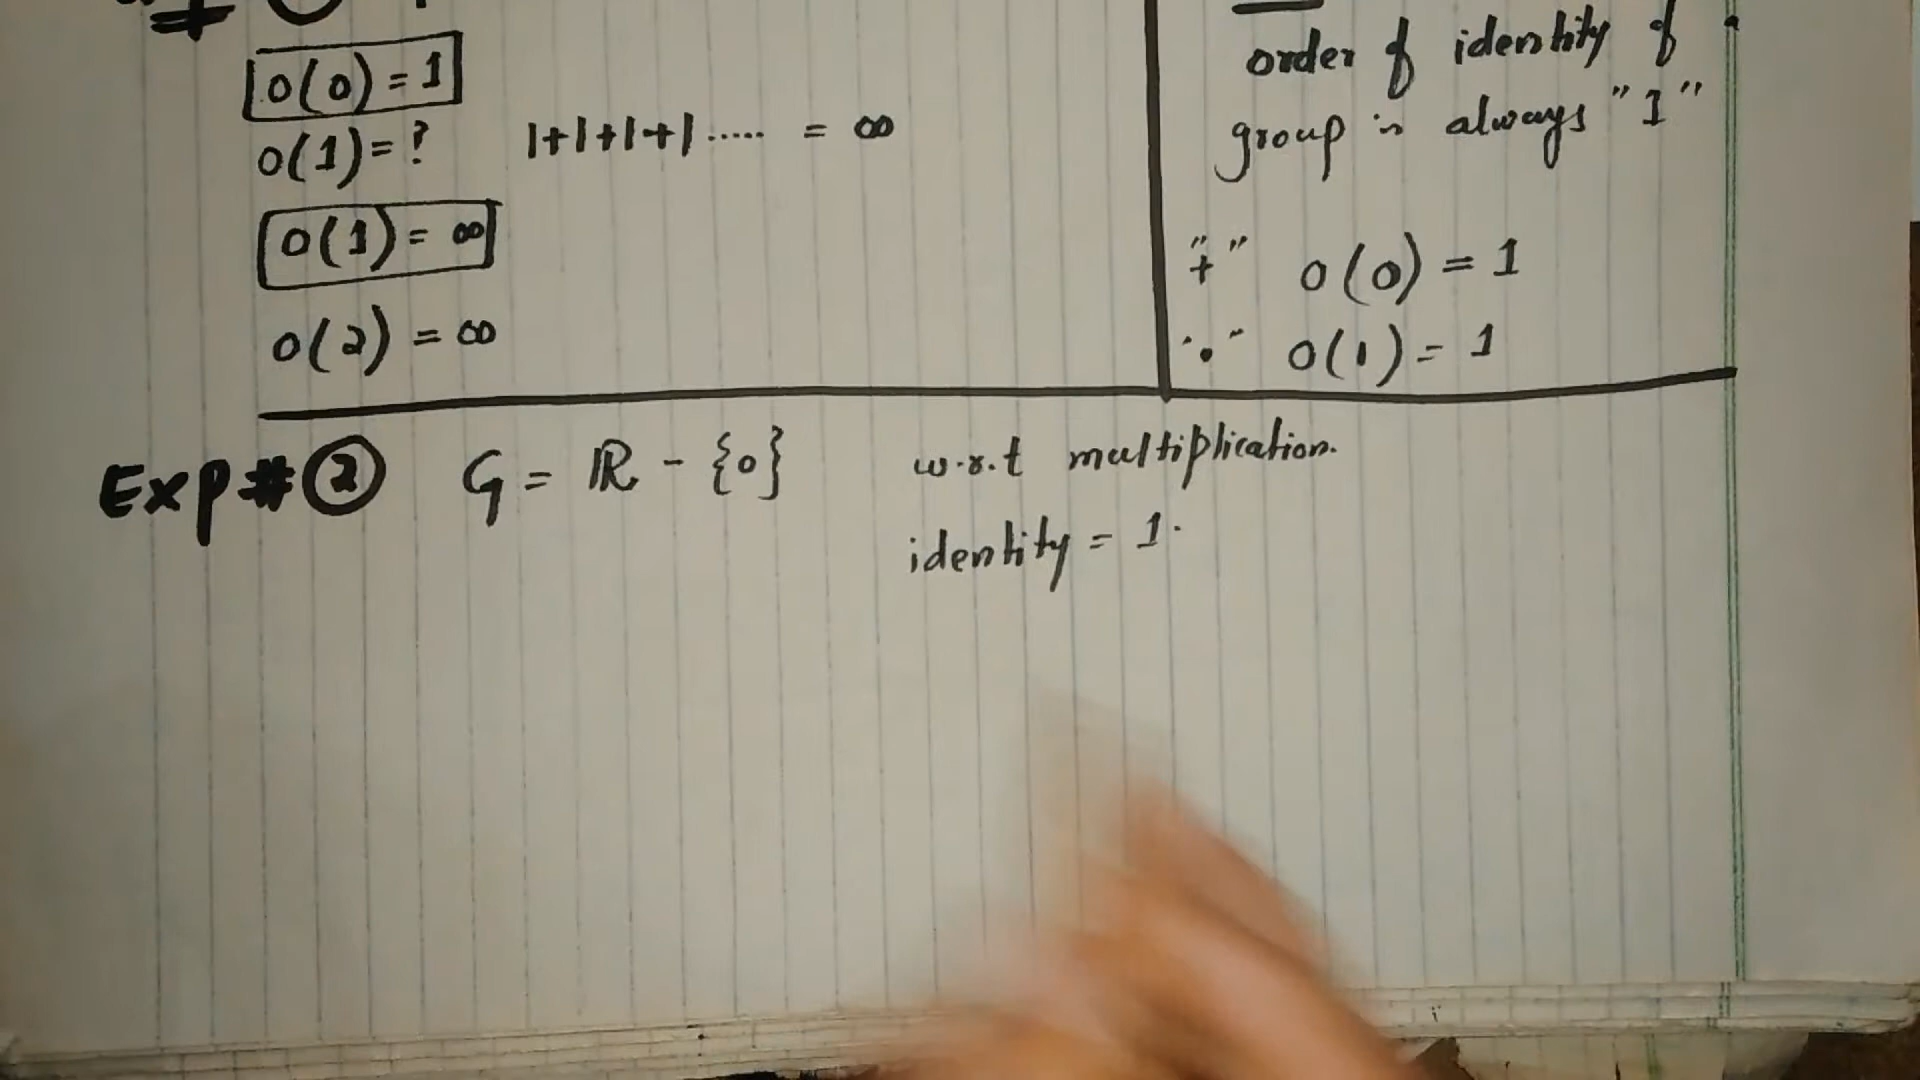 o(0) = 1
o(1) = ? 1+1+1+1..... = ∞
o(1) = ∞
o(2) = ∞
order of identity of a
group is always "1"
"+" o(0) = 1
"•" o(1) = 1
Exp # ② G = ℝ - {0} w.r.t multiplication.
identity = 1.